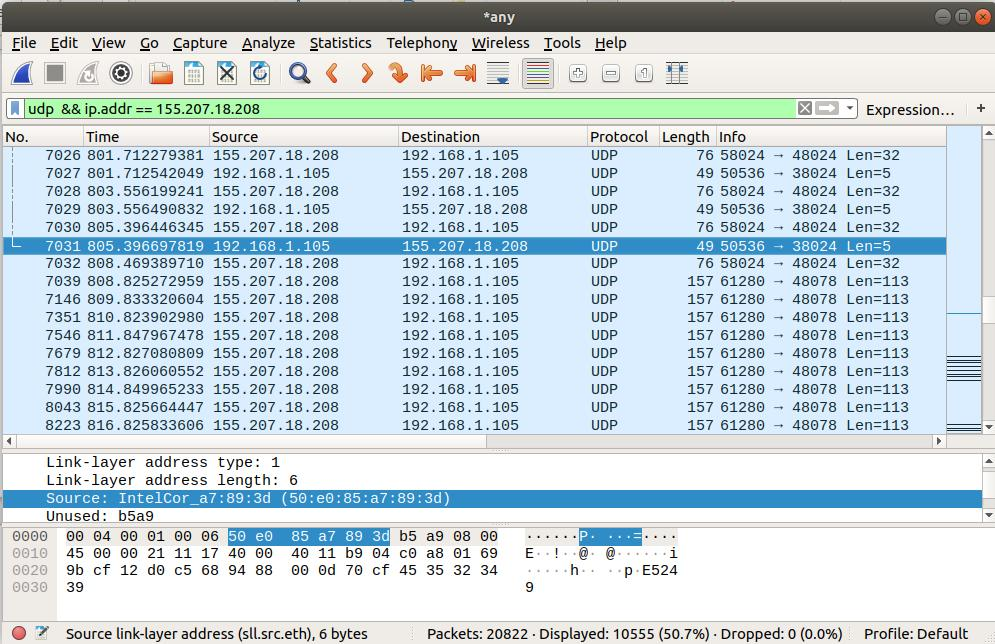 *any
File Edit View Go Capture Analyze Statistics Telephony Wireless Tools Help
udp && ip.addr == 155.207.18.208 Expression… +
No. Time Source Destination Protocol Length Info
7026 801.712279381 155.207.18.208 192.168.1.105 UDP 76 58024 → 48024 Len=32
7027 801.712542049 192.168.1.105 155.207.18.208 UDP 49 50536 → 38024 Len=5
7028 803.556199241 155.207.18.208 192.168.1.105 UDP 76 58024 → 48024 Len=32
7029 803.556490832 192.168.1.105 155.207.18.208 UDP 49 50536 → 38024 Len=5
7030 805.396446345 155.207.18.208 192.168.1.105 UDP 76 58024 → 48024 Len=32
7031 805.396697819 192.168.1.105 155.207.18.208 UDP 49 50536 → 38024 Len=5
7032 808.469389710 155.207.18.208 192.168.1.105 UDP 76 58024 → 48024 Len=32
7039 808.825272959 155.207.18.208 192.168.1.105 UDP 157 61280 → 48078 Len=113
7146 809.833320604 155.207.18.208 192.168.1.105 UDP 157 61280 → 48078 Len=113
7351 810.823902980 155.207.18.208 192.168.1.105 UDP 157 61280 → 48078 Len=113
7546 811.847967478 155.207.18.208 192.168.1.105 UDP 157 61280 → 48078 Len=113
7679 812.827080809 155.207.18.208 192.168.1.105 UDP 157 61280 → 48078 Len=113
7812 813.826060552 155.207.18.208 192.168.1.105 UDP 157 61280 → 48078 Len=113
7990 814.849965233 155.207.18.208 192.168.1.105 UDP 157 61280 → 48078 Len=113
8043 815.825664447 155.207.18.208 192.168.1.105 UDP 157 61280 → 48078 Len=113
8223 816.825833606 155.207.18.208 192.168.1.105 UDP 157 61280 → 48078 Len=113
Link-layer address type: 1
Link-layer address length: 6
Source: IntelCor_a7:89:3d (50:e0:85:a7:89:3d)
Unused: b5a9
0000 00 04 00 01 00 06 50 e0 85 a7 89 3d b5 a9 08 00 ······P· ···=····
0010 45 00 00 21 11 17 40 00 40 11 b9 04 c0 a8 01 69 E··!··@· @······i
0020 9b cf 12 d0 c5 68 94 88 00 0d 70 cf 45 35 32 34 ·····h·· ··p·E524
0030 39 9
Source link-layer address (sll.src.eth), 6 bytes Packets: 20822 · Displayed: 10555 (50.7%) · Dropped: 0 (0.0%) Profile: Default